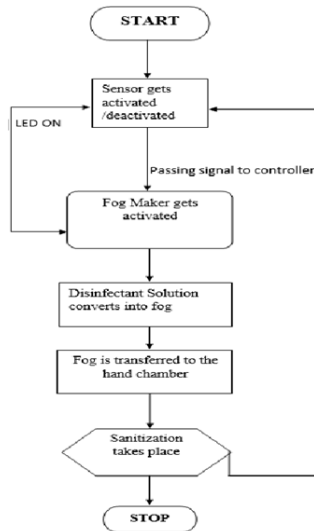 START
Sensor gets
activated
/deactivated
LED ON
Passing signal to controller
Fog Maker gets
activated
Disinfectant Solution
converts into fog
Fog is transferred to the
hand chamber
Sanitization
takes place
STOP